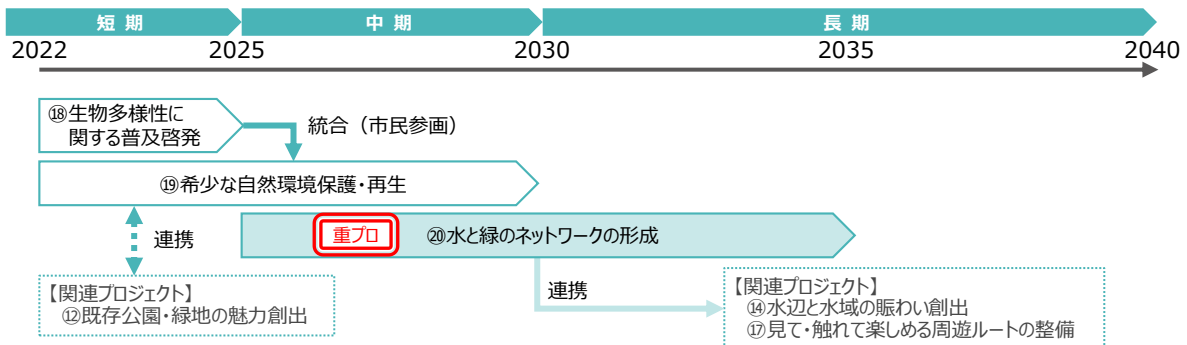 短 期
中 期
長 期
2022
2025
2030
2035
2040
⑱生物多様性に
関する普及啓発
統合（市民参画）
⑲希少な自然環境保護・再生
連携
重プロ
⑳水と緑のネットワークの形成
【関連プロジェクト】
⑫既存公園・緑地の魅力創出
連携
【関連プロジェクト】
⑭水辺と水域の賑わい創出
⑰見て・触れて楽しめる周遊ルートの整備